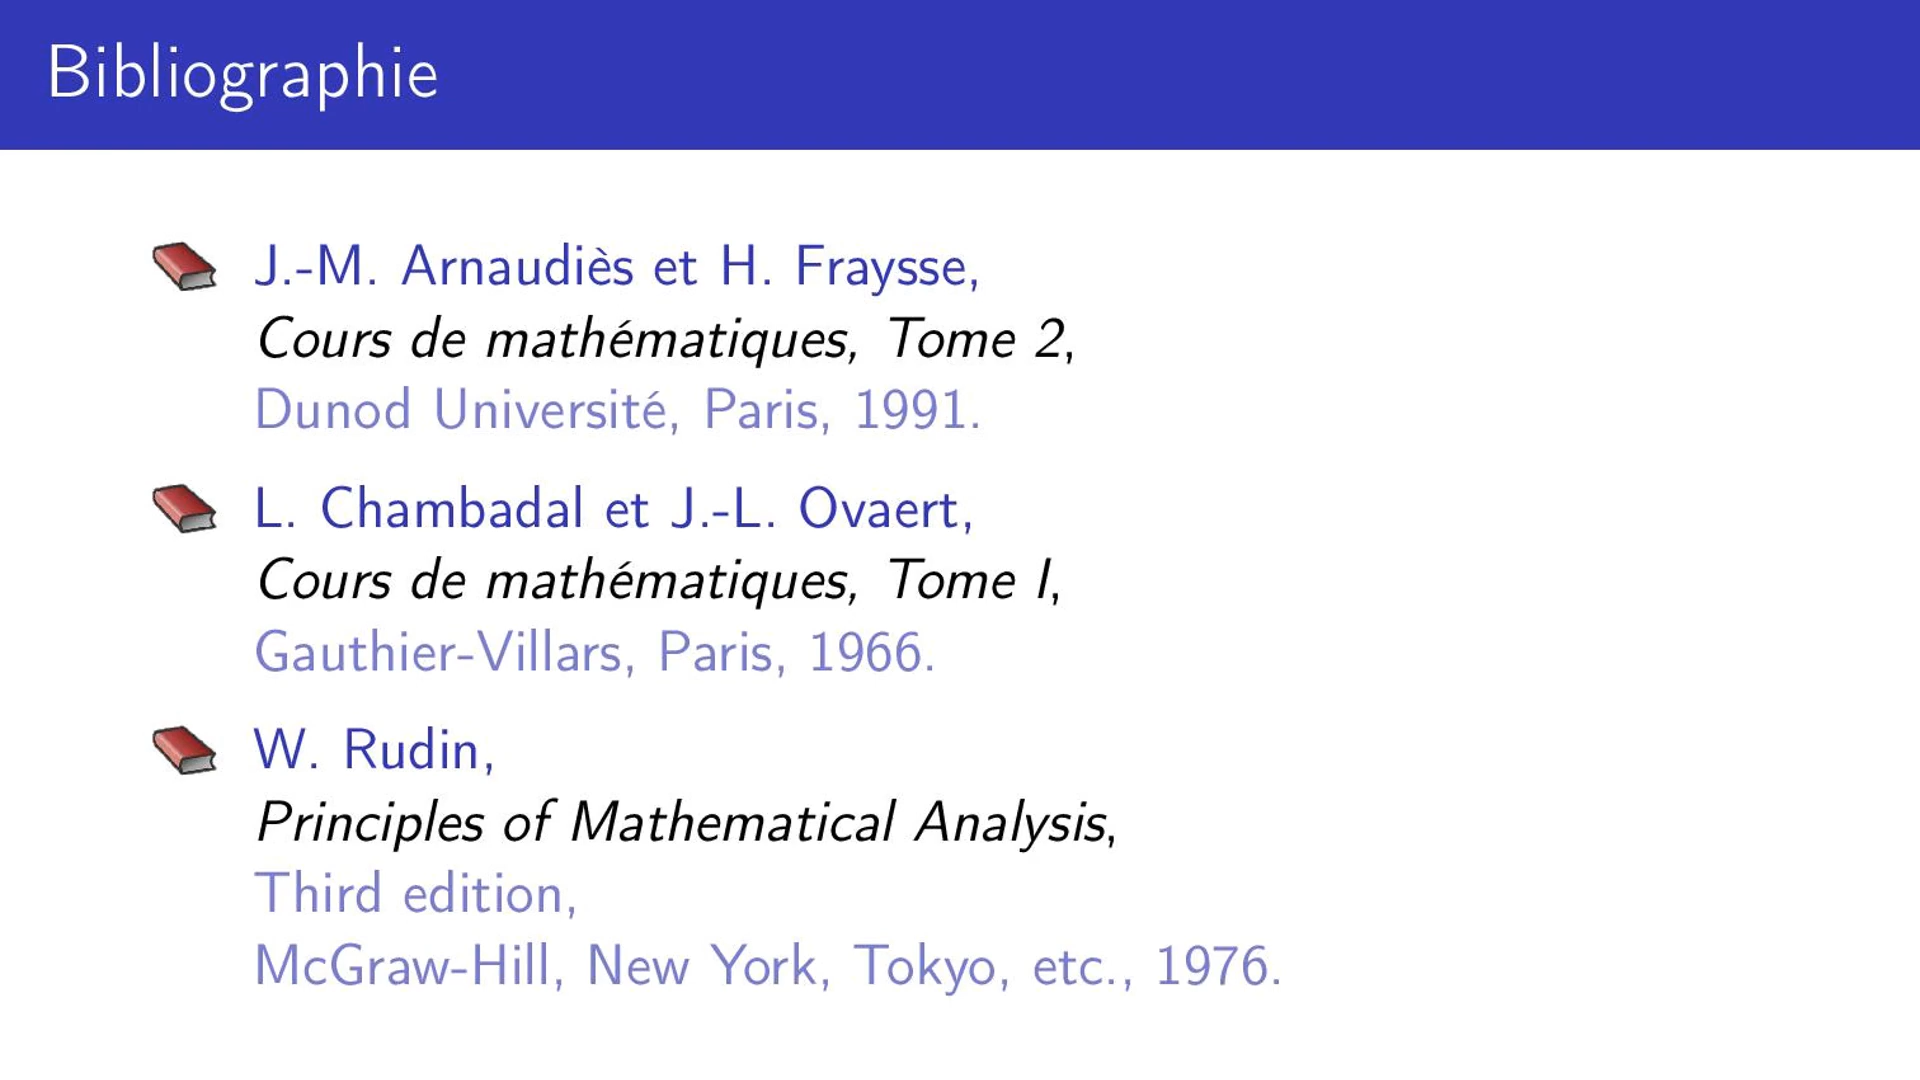 Bibliographie
J.-M. Arnaudiès et H. Fraysse,
Cours de mathématiques, Tome 2,
Dunod Université, Paris, 1991.
L. Chambadal et J.-L. Ovaert,
Cours de mathématiques, Tome I,
Gauthier-Villars, Paris, 1966.
W. Rudin,
Principles of Mathematical Analysis,
Third edition,
McGraw-Hill, New York, Tokyo, etc., 1976.